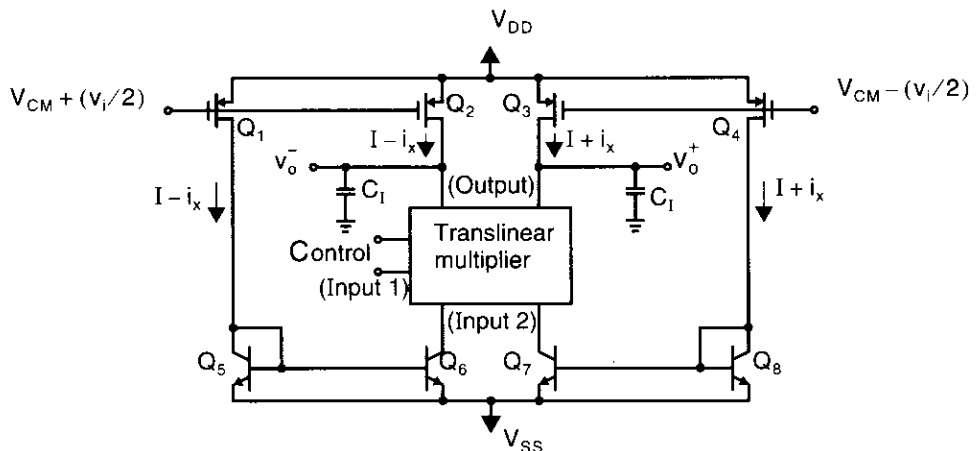 V_DD
V_CM + (v_i/2)
V_CM − (v_i/2)
Q_1
Q_2
Q_3
Q_4
I − i_x
I + i_x
v_o^-
v_o^+
C_I
(Output)
C_I
I − i_x
I + i_x
Control
Translinear
multiplier
(Input 1)
(Input 2)
Q_5
Q_6
Q_7
Q_8
V_SS